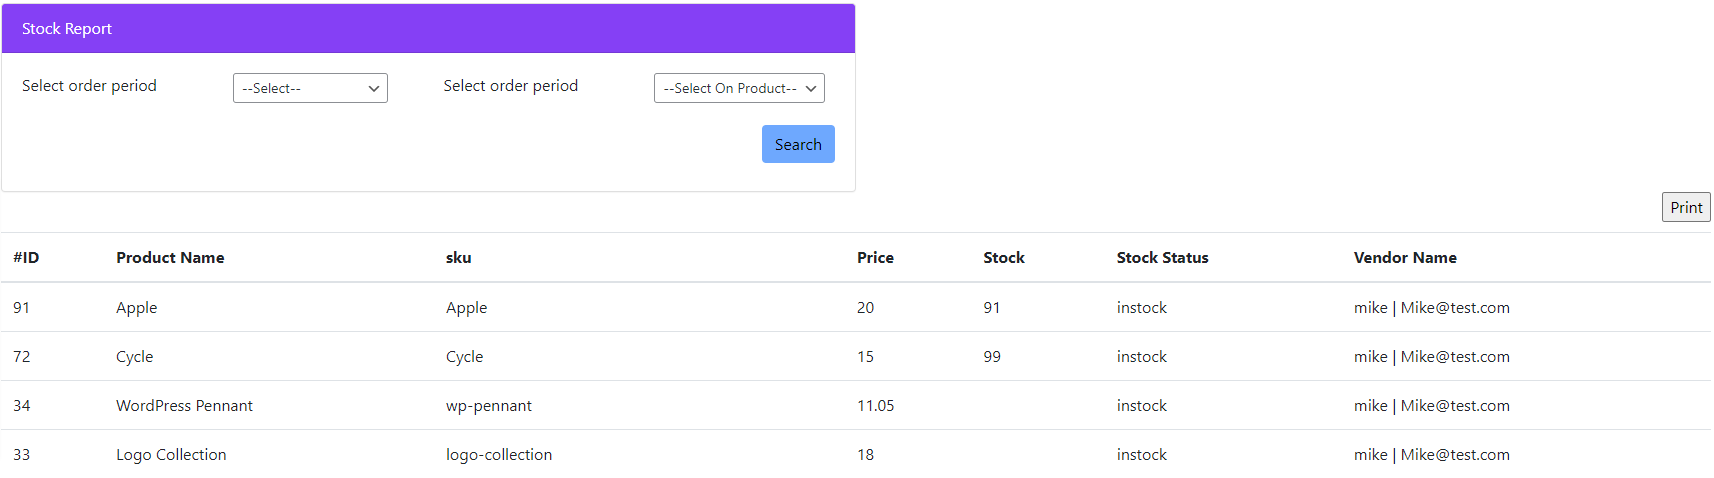 Stock Report
Select order period --Select-- Select order period --Select On Product--
Search
Print
#ID Product Name sku Price Stock Stock Status Vendor Name
91 Apple Apple 20 91 instock mike | Mike@test.com
72 Cycle Cycle 15 99 instock mike | Mike@test.com
34 WordPress Pennant wp-pennant 11.05 instock mike | Mike@test.com
33 Logo Collection logo-collection 18 instock mike | Mike@test.com